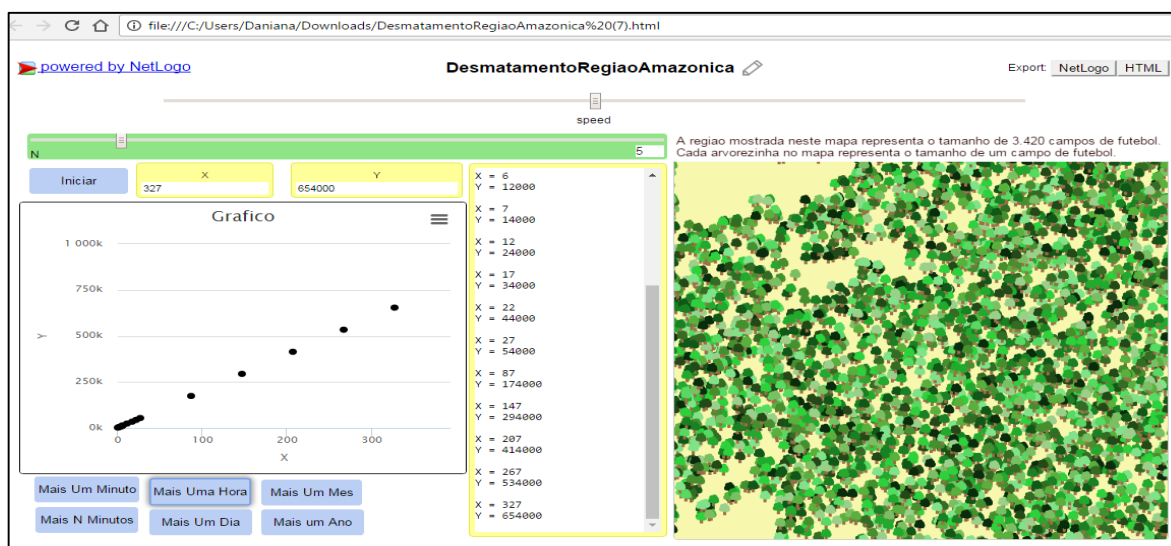 file:///C:/Users/Daniana/Downloads/DesmatamentoRegiaoAmazonica%20(7).html
powered by NetLogo
DesmatamentoRegiaoAmazonica
Export: NetLogo HTML
speed
N
5
A regiao mostrada neste mapa representa o tamanho de 3.420 campos de futebol.
Cada arvorezinha no mapa representa o tamanho de um campo de futebol.
Iniciar
X
327
Y
654000
Grafico
1 000k
750k
500k
250k
0k
Y
0
100
200
300
X
X = 6
Y = 12000
X = 7
Y = 14000
X = 12
Y = 24000
X = 17
Y = 34000
X = 22
Y = 44000
X = 27
Y = 54000
X = 87
Y = 174000
X = 147
Y = 294000
X = 207
Y = 414000
X = 267
Y = 534000
X = 327
Y = 654000
Mais Um Minuto
Mais Uma Hora
Mais Um Mes
Mais N Minutos
Mais Um Dia
Mais um Ano